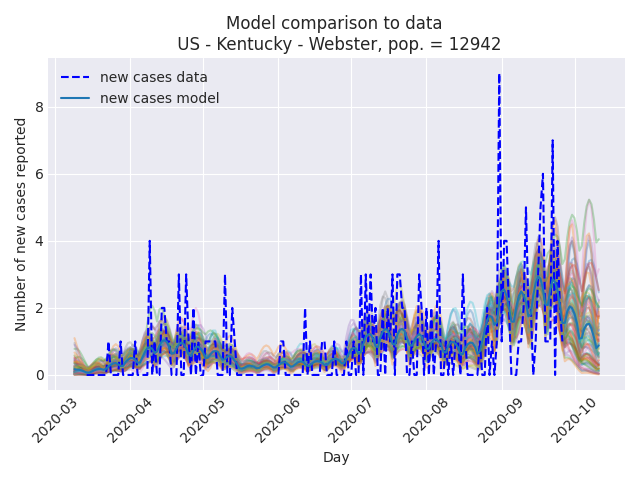 Model comparison to data
US - Kentucky - Webster, pop. = 12942
new cases data
new cases model
Number of new cases reported
8
6
4
2
0
2020-03
2020-04
2020-05
2020-06
2020-07
2020-08
2020-09
2020-10
Day